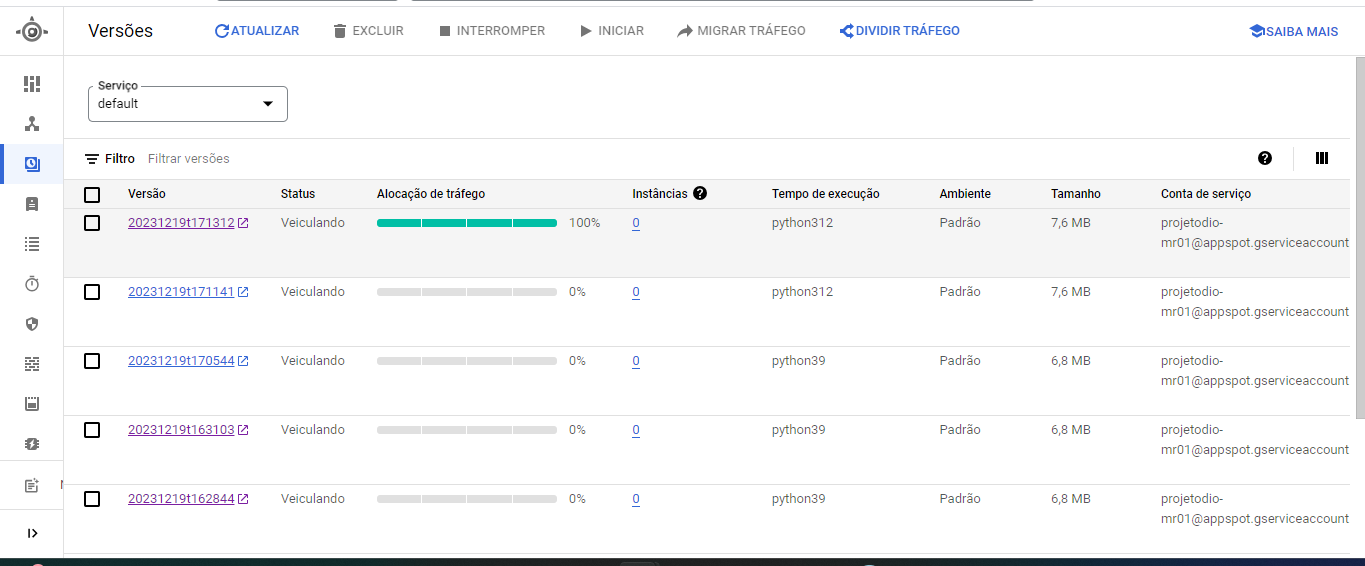 Versões ATUALIZAR EXCLUIR INTERROMPER INICIAR MIGRAR TRÁFEGO DIVIDIR TRÁFEGO SAIBA MAIS
Serviço
default
Filtro Filtrar versões
Versão Status Alocação de tráfego Instâncias Tempo de execução Ambiente Tamanho Conta de serviço
20231219t171312 Veiculando 100% 0 python312 Padrão 7,6 MB projetodio-
mr01@appspot.gserviceaccount
20231219t171141 Veiculando 0% 0 python312 Padrão 7,6 MB projetodio-
mr01@appspot.gserviceaccount
20231219t170544 Veiculando 0% 0 python39 Padrão 6,8 MB projetodio-
mr01@appspot.gserviceaccount
20231219t163103 Veiculando 0% 0 python39 Padrão 6,8 MB projetodio-
mr01@appspot.gserviceaccount
20231219t162844 Veiculando 0% 0 python39 Padrão 6,8 MB projetodio-
mr01@appspot.gserviceaccount